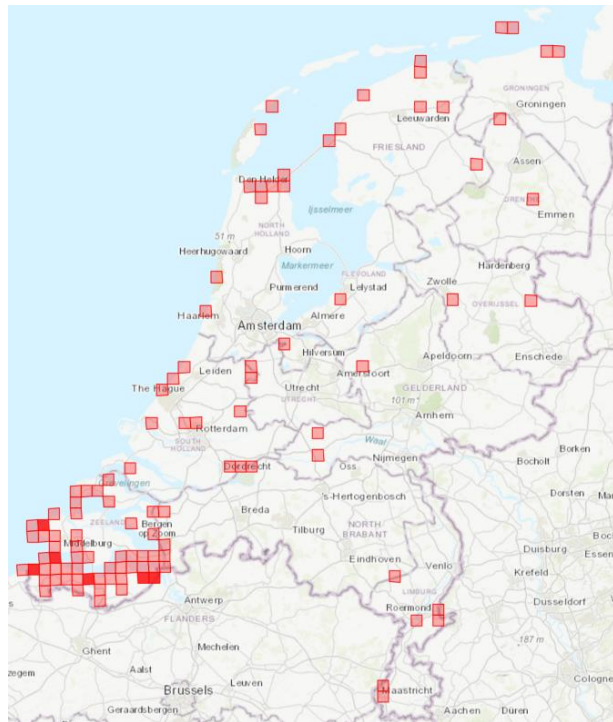 GRONINGEN
Groningen
Leeuwarden
FRIESLAND
Assen
Den Helder
DRENTHE
Emmen
Ijsselmeer
NORTH
HOLLAND
51 m
Hoorn
Heerhugowaard
Markermeer
Hardenberg
FLEVOLAND
Purmerend
Lelystad
Zwolle
OVERIJSSEL
Haarlem
Almere
Amsterdam
Hilversum
Apeldoorn
Enschede
Leiden
Amersfoort
The Hague
Utrecht
UTRECHT
GELDERLAND
101 m
Arnhem
Rotterdam
SOUTH
HOLLAND
Waal
Nijmegen
Borken
Bocholt
Grevelingen
Dordrecht
Oss
Dorsten
's-Hertogenbosch
ZEELAND
Bergen
op Zoom
Breda
Tilburg
NORTH
BRABANT
Middelburg
Eindhoven
Venlo
Duisburg
Essen
Krefeld
Antwerp
LIMBURG
Roermond
Dusseldorf
FLANDERS
Ghent
Mechelen
187 m
Aalst
Leuven
Brussels
Maastricht
Cologne
Geraardsbergen
Aachen
Düren